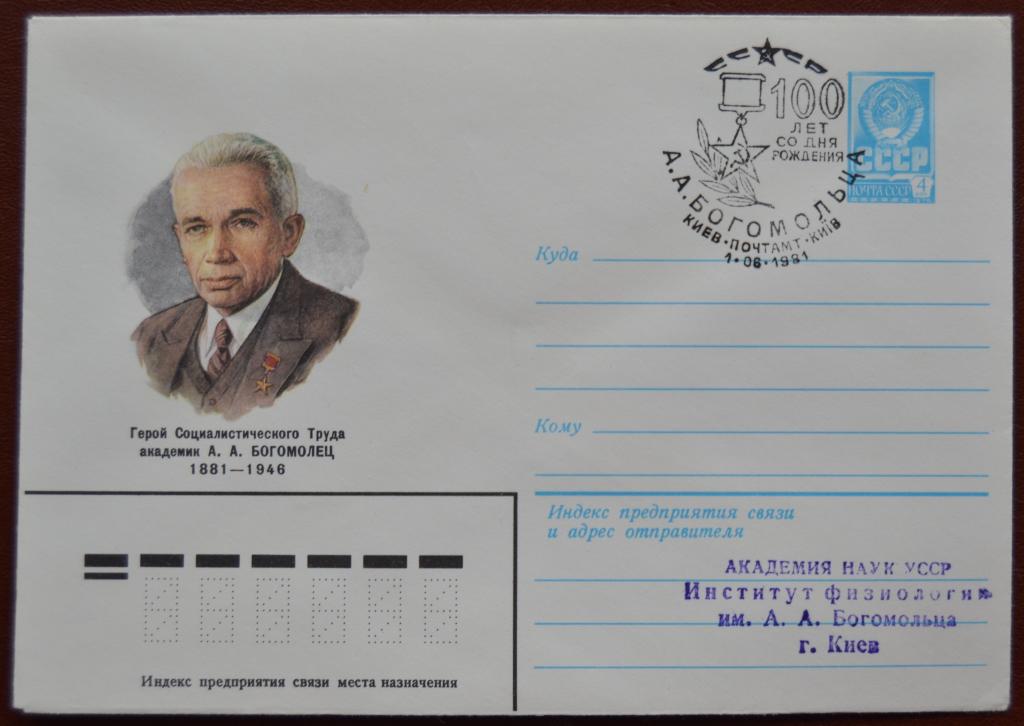 СССР
100
ЛЕТ
СО ДНЯ
РОЖДЕНИЯ
А. А. БОГОМОЛЬЦА
КИЕВ · ПОЧТАМТ · КИЇВ
1·06·1981
СССР
ПОЧТА СССР 4
Куда
Кому
Герой Социалистического Труда
академик А. А. БОГОМОЛЕЦ
1881—1946
Индекс предприятия связи
и адрес отправителя
АКАДЕМИЯ НАУК УССР
Институт физиологии
им. А. А. Богомольца
г. Киев
Индекс предприятия связи места назначения